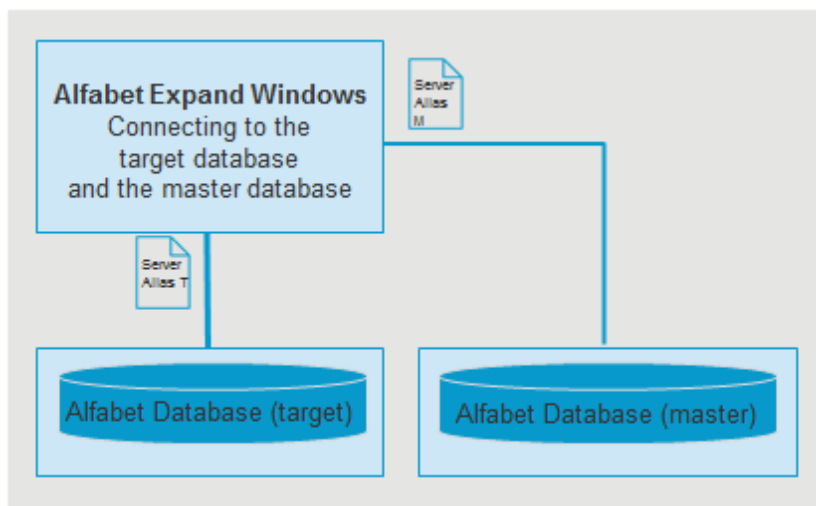 Alfabet Expand Windows
Connecting to the
target database
and the master database
Server
Alias
M
Server
Alias T
Alfabet Database (target)
Alfabet Database (master)